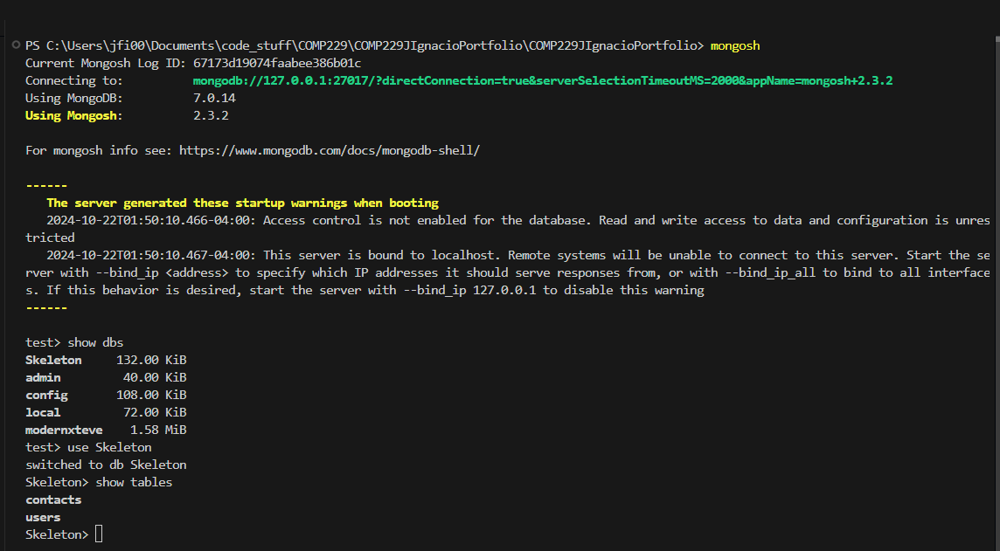 PS C:\Users\jfi00\Documents\code_stuff\COMP229\COMP229JIgnacioPortfolio\COMP229JIgnacioPortfolio> mongosh
Current Mongosh Log ID: 67173d19074faabee386b01c
Connecting to:          mongodb://127.0.0.1:27017/?directConnection=true&serverSelectionTimeoutMS=2000&appName=mongosh+2.3.2
Using MongoDB:          7.0.14
Using Mongosh:          2.3.2
For mongosh info see: https://www.mongodb.com/docs/mongodb-shell/
------
   The server generated these startup warnings when booting
   2024-10-22T01:50:10.466-04:00: Access control is not enabled for the database. Read and write access to data and configuration is unres
tricted
   2024-10-22T01:50:10.467-04:00: This server is bound to localhost. Remote systems will be unable to connect to this server. Start the se
rver with --bind_ip <address> to specify which IP addresses it should serve responses from, or with --bind_ip_all to bind to all interface
s. If this behavior is desired, start the server with --bind_ip 127.0.0.1 to disable this warning
------
test> show dbs
Skeleton     132.00 KiB
admin         40.00 KiB
config       108.00 KiB
local         72.00 KiB
modernxteve    1.58 MiB
test> use Skeleton
switched to db Skeleton
Skeleton> show tables
contacts
users
Skeleton>